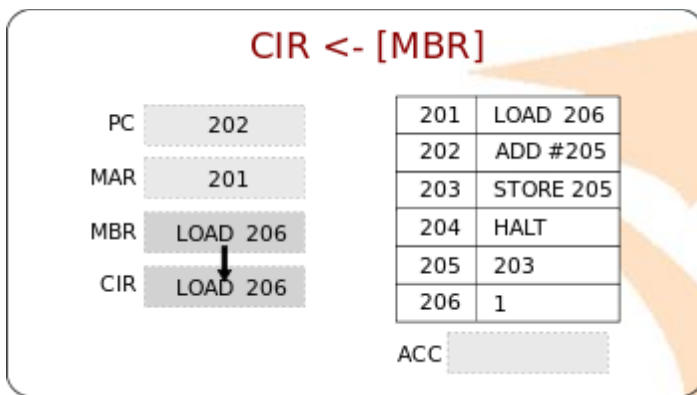 CIR <- [MBR]
PC 202
MAR 201
MBR LOAD 206
CIR LOAD 206
201 LOAD 206
202 ADD #205
203 STORE 205
204 HALT
205 203
206 1
ACC